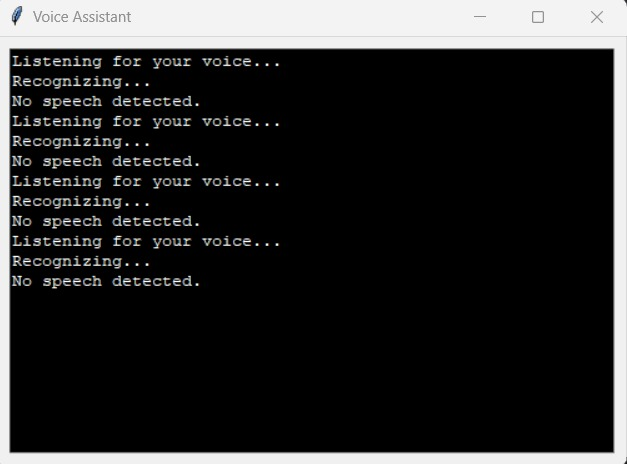 Voice Assistant
Listening for your voice...
Recognizing...
No speech detected.
Listening for your voice...
Recognizing...
No speech detected.
Listening for your voice...
Recognizing...
No speech detected.
Listening for your voice...
Recognizing...
No speech detected.